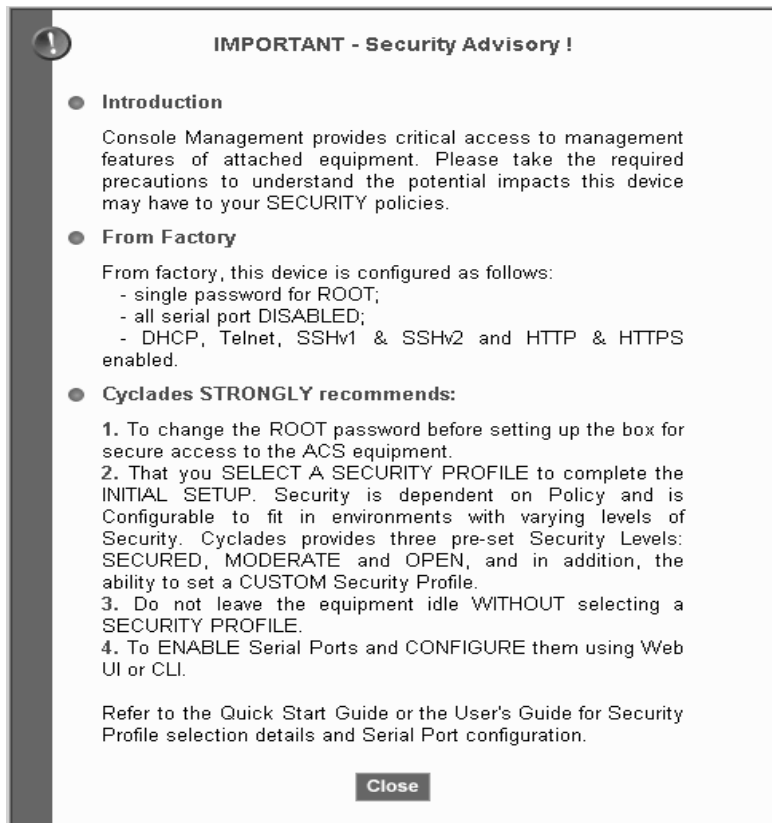 IMPORTANT - Security Advisory !
Introduction
Console Management provides critical access to management
features of attached equipment. Please take the required
precautions to understand the potential impacts this device
may have to your SECURITY policies.
From Factory
From factory, this device is configured as follows:
- single password for ROOT;
- all serial port DISABLED;
- DHCP, Telnet, SSHv1 & SSHv2 and HTTP & HTTPS
enabled.
Cyclades STRONGLY recommends:
1. To change the ROOT password before setting up the box for
secure access to the ACS equipment.
2. That you SELECT A SECURITY PROFILE to complete the
INITIAL SETUP. Security is dependent on Policy and is
Configurable to fit in environments with varying levels of
Security. Cyclades provides three pre-set Security Levels:
SECURED, MODERATE and OPEN, and in addition, the
ability to set a CUSTOM Security Profile.
3. Do not leave the equipment idle WITHOUT selecting a
SECURITY PROFILE.
4. To ENABLE Serial Ports and CONFIGURE them using Web
UI or CLI.
Refer to the Quick Start Guide or the User's Guide for Security
Profile selection details and Serial Port configuration.
Close